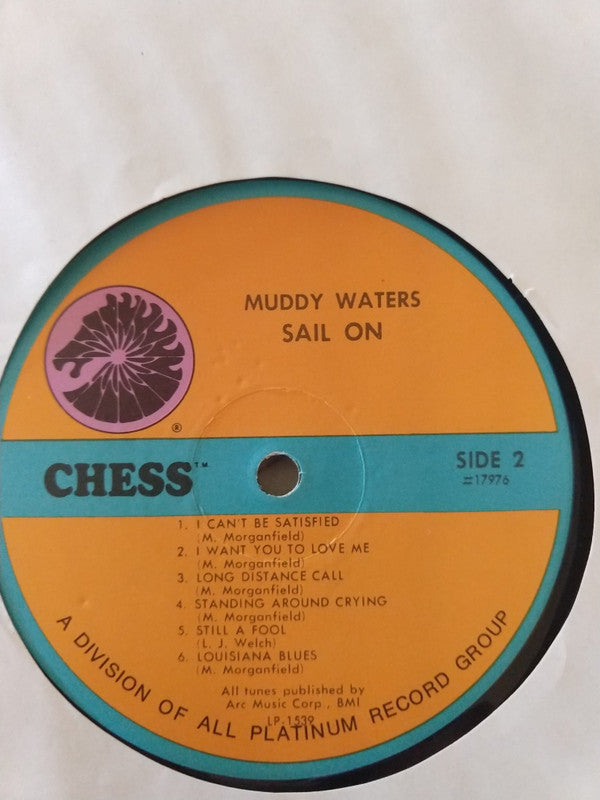 MUDDY WATERS
SAIL ON
®
CHESS™
SIDE 2
#17976
1. I CAN'T BE SATISFIED
(M. Morganfield)
2. I WANT YOU TO LOVE ME
(M. Morganfield)
3. LONG DISTANCE CALL
(M. Morganfield)
4. STANDING AROUND CRYING
(M. Morganfield)
5. STILL A FOOL
(L. J. Welch)
6. LOUISIANA BLUES
(M. Morganfield)
All tunes published by
Arc Music Corp., BMI
LP-1539
A DIVISION OF ALL PLATINUM RECORD GROUP